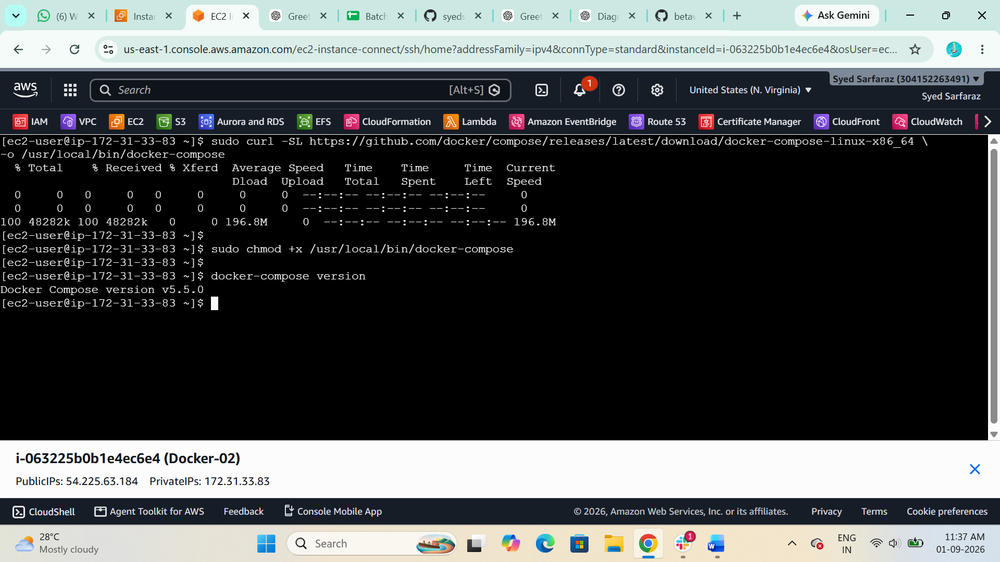 (6) W
Instar
EC2 I
Greet
Batch
syeds
Greet
Diagr
betaw
Ask Gemini
us-east-1.console.aws.amazon.com/ec2-instance-connect/ssh/home?addressFamily=ipv4&connType=standard&instanceId=i-063225b0b1e4ec6e4&osUser=ec...
aws
Search
[Alt+S]
1
United States (N. Virginia)
Syed Sarfaraz (304152263491)
Syed Sarfaraz
IAM
VPC
EC2
S3
Aurora and RDS
EFS
CloudFormation
Lambda
Amazon EventBridge
Route 53
Certificate Manager
CloudFront
CloudWatch
[ec2-user@ip-172-31-33-83 ~]$ sudo curl -SL https://github.com/docker/compose/releases/latest/download/docker-compose-linux-x86_64 \
-o /usr/local/bin/docker-compose
% Total % Received % Xferd Average Speed Time Time Time Current
Dload Upload Total Spent Left Speed
0 0 0 0 0 0 0 0 --:--:-- --:--:-- --:--:-- 0
0 0 0 0 0 0 0 0 --:--:-- --:--:-- --:--:-- 0
100 48282k 100 48282k 0 0 196.8M 0 --:--:-- --:--:-- --:--:-- 196.8M
[ec2-user@ip-172-31-33-83 ~]$
[ec2-user@ip-172-31-33-83 ~]$ sudo chmod +x /usr/local/bin/docker-compose
[ec2-user@ip-172-31-33-83 ~]$
[ec2-user@ip-172-31-33-83 ~]$ docker-compose version
Docker Compose version v5.5.0
[ec2-user@ip-172-31-33-83 ~]$
i-063225b0b1e4ec6e4 (Docker-02)
PublicIPs: 54.225.63.184 PrivateIPs: 172.31.33.83
CloudShell
Agent Toolkit for AWS
Feedback
Console Mobile App
© 2026, Amazon Web Services, Inc. or its affiliates.
Privacy
Terms
Cookie preferences
28°C
Mostly cloudy
Search
1
ENG
IN
11:37 AM
01-09-2026